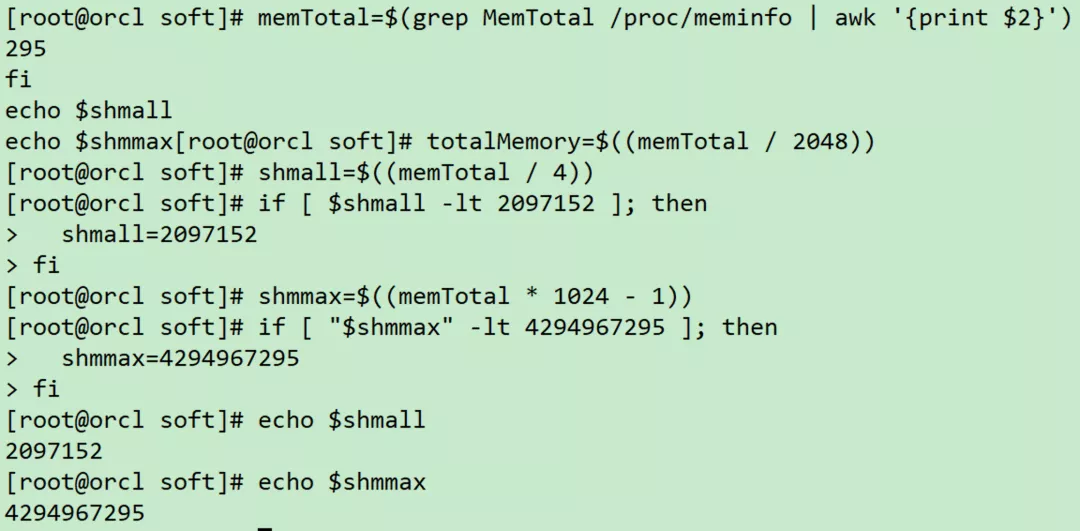 [root@orcl soft]# memTotal=$(grep MemTotal /proc/meminfo | awk '{print $2}')
295
fi
echo $shmall
echo $shmmax[root@orcl soft]# totalMemory=$((memTotal / 2048))
[root@orcl soft]# shmall=$((memTotal / 4))
[root@orcl soft]# if [ $shmall -lt 2097152 ]; then
>   shmall=2097152
> fi
[root@orcl soft]# shmmax=$((memTotal * 1024 - 1))
[root@orcl soft]# if [ "$shmmax" -lt 4294967295 ]; then
>   shmmax=4294967295
> fi
[root@orcl soft]# echo $shmall
2097152
[root@orcl soft]# echo $shmmax
4294967295